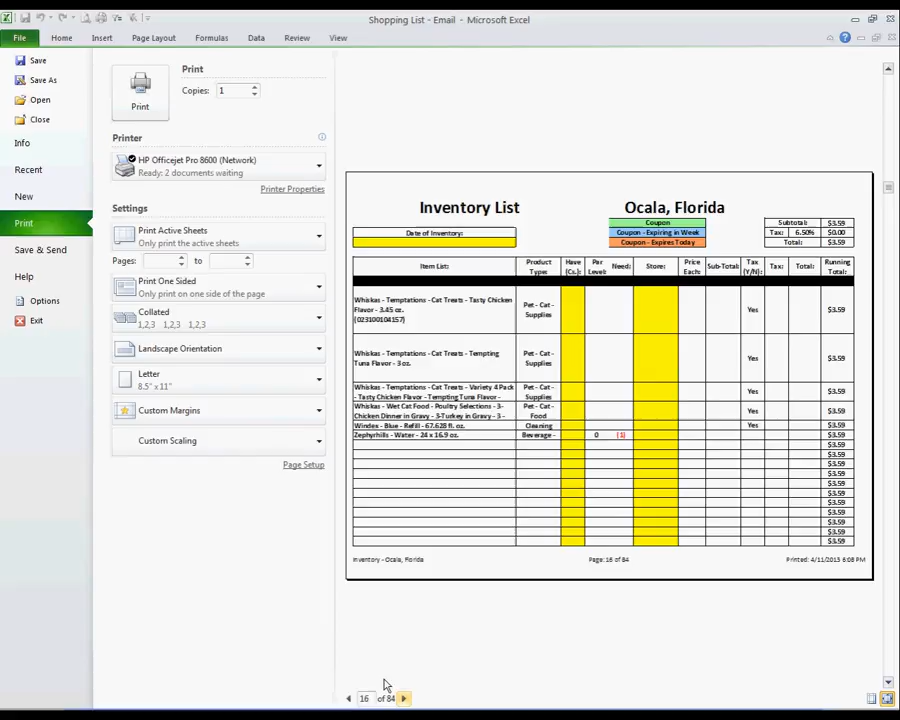 Shopping List - Email - Microsoft Excel
File Home Insert Page Layout Formulas Data Review View
Save
Save As
Open
Close
Info
Recent
New
Print
Save & Send
Help
Options
Exit
Print
Print
Copies: 1
Printer
HP Officejet Pro 8600 (Network)
Ready: 2 documents waiting
Printer Properties
Settings
Print Active Sheets
Only print the active sheets
Pages: to
Print One Sided
Only print on one side of the page
Collated
1,2,3 1,2,3 1,2,3
Landscape Orientation
Letter
8.5" x 11"
Custom Margins
Custom Scaling
Page Setup
Inventory List Ocala, Florida
Date of Inventory:
Coupon
Coupon - Expiring in Week
Coupon - Expires Today
Subtotal: $3.59
Tax: 6.50% $0.00
Total: $3.59
Item List: Product Type: Have (Cs.): Par Level: Need: Store: Price Each: Sub-Total: Tax (Y/N): Tax: Total: Running Total:
Whiskas - Temptations - Cat Treats - Tasty Chicken
Flavor - 3.45 oz.
(023100104157)
Pet - Cat -
Supplies
Yes $3.59
Whiskas - Temptations - Cat Treats - Tempting
Tuna Flavor - 3 oz.
Pet - Cat -
Supplies
Yes $3.59
Whiskas - Temptations - Cat Treats - Variety 4 Pack
- Tasty Chicken Flavor - Tempting Tuna Flavor -
Pet - Cat -
Supplies
Yes $3.59
Whiskas - Wet Cat Food - Poultry Selections - 3-
Chicken Dinner in Gravy - 3-Turkey in Gravy - 3 -
Pet - Cat -
Food
Yes $3.59
Windex - Blue - Refill - 67.628 fl. oz. Cleaning Yes $3.59
Zephyrhills - Water - 24 x 16.9 oz. Beverage - 0 (1) $3.59
$3.59
$3.59
$3.59
$3.59
$3.59
$3.59
$3.59
$3.59
$3.59
$3.59
$3.59
Inventory - Ocala, Florida Page: 16 of 84 Printed: 4/11/2015 6:08 PM
16 of 84